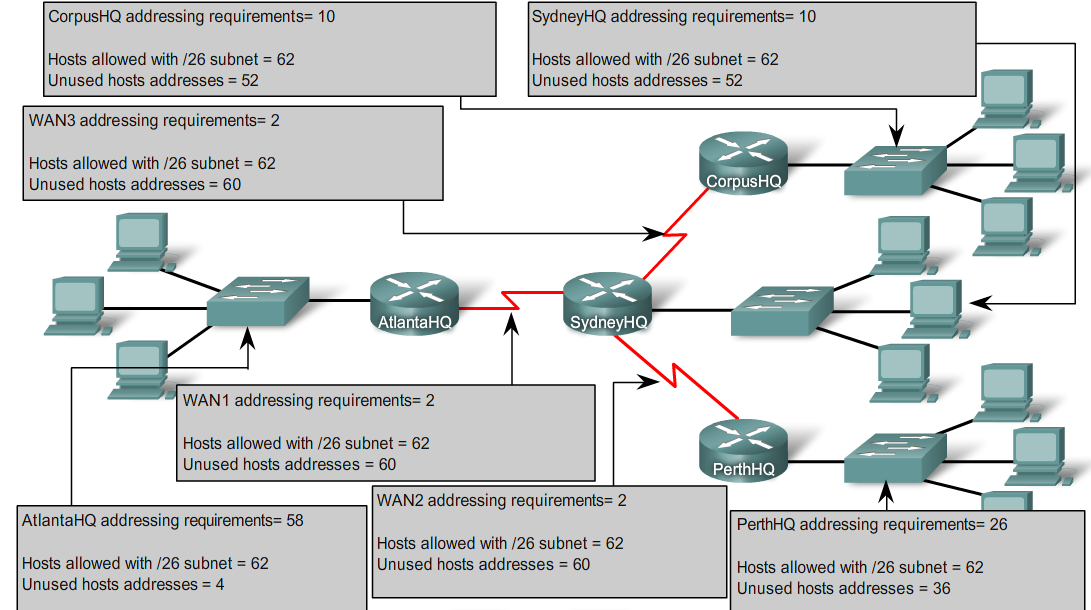 CorpusHQ addressing requirements= 10
Hosts allowed with /26 subnet = 62
Unused hosts addresses = 52
SydneyHQ addressing requirements= 10
Hosts allowed with /26 subnet = 62
Unused hosts addresses = 52
WAN3 addressing requirements= 2
Hosts allowed with /26 subnet = 62
Unused hosts addresses = 60
CorpusHQ
AtlantaHQ
SydneyHQ
WAN1 addressing requirements= 2
Hosts allowed with /26 subnet = 62
Unused hosts addresses = 60
PerthHQ
AtlantaHQ addressing requirements= 58
Hosts allowed with /26 subnet = 62
Unused hosts addresses = 4
WAN2 addressing requirements= 2
Hosts allowed with /26 subnet = 62
Unused hosts addresses = 60
PerthHQ addressing requirements= 26
Hosts allowed with /26 subnet = 62
Unused hosts addresses = 36